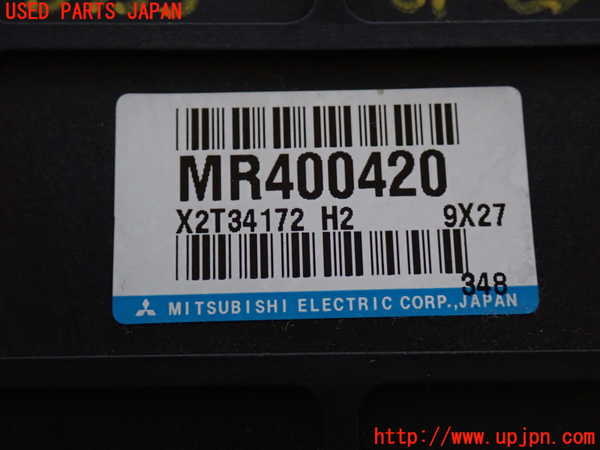 USED PARTS JAPAN
MR400420
X2T34172 H2 9X27
348
MITSUBISHI ELECTRIC CORP.,JAPAN
http://www.upjpn.com/